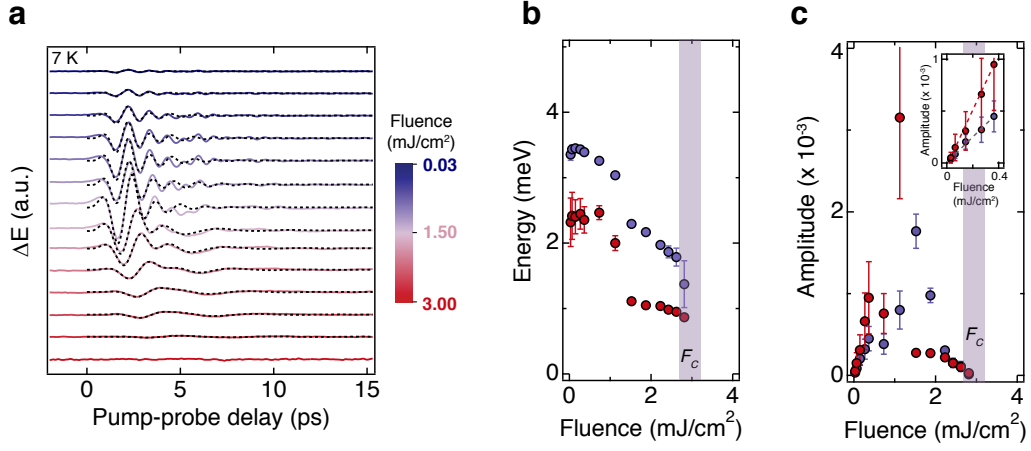 a
7 K
ΔE (a.u.)
0
5
10
15
Pump-probe delay (ps)
Fluence
(mJ/cm²)
0.03
1.50
3.00
b
4
2
0
Energy (meV)
F_C
0
2
4
Fluence (mJ/cm²)
c
4
2
0
Amplitude (x 10⁻³)
F_C
0
2
4
Fluence (mJ/cm²)
1
0
Amplitude (x 10⁻³)
0
0.4
Fluence
(mJ/cm²)